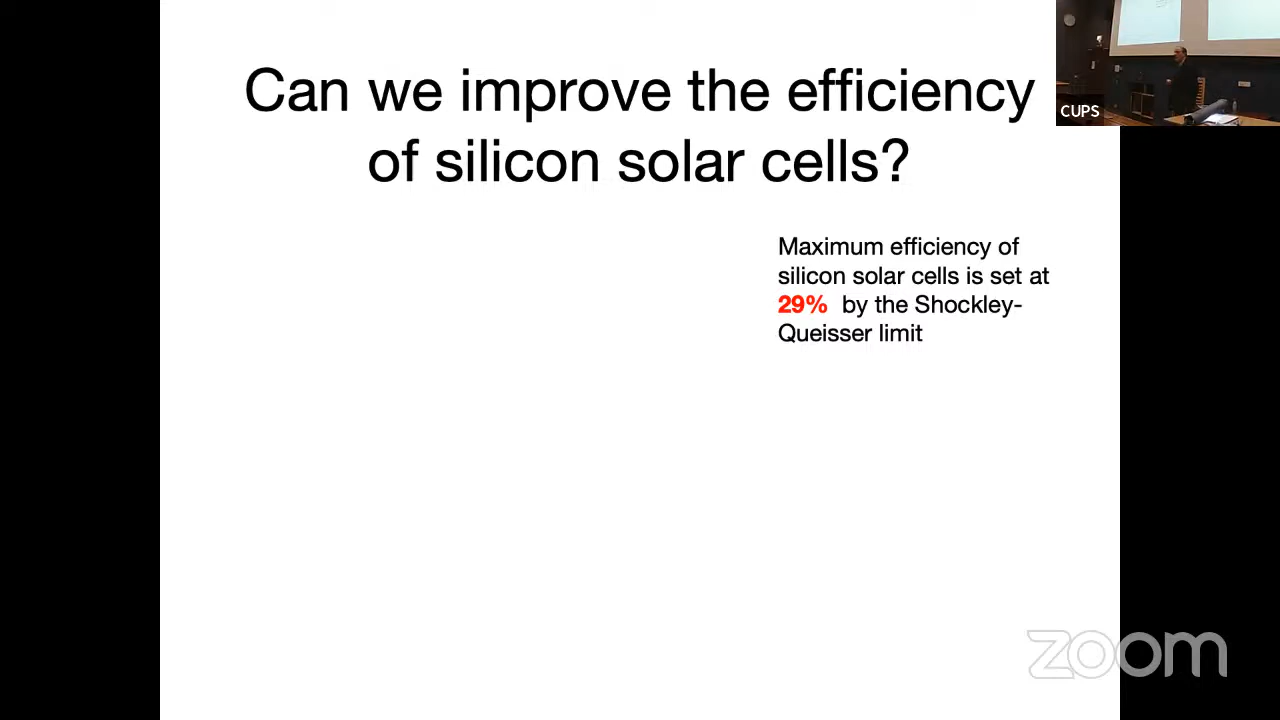 Can we improve the efficiency
of silicon solar cells?
CUPS
Maximum efficiency of
silicon solar cells is set at
29% by the Shockley-
Queisser limit
zoom